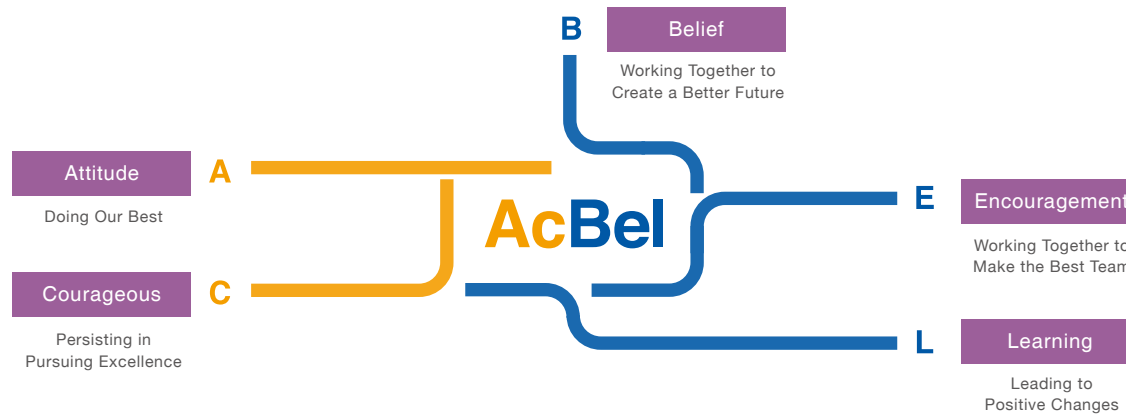 B
Belief
Working Together to
Create a Better Future
A
Attitude
Doing Our Best
AcBel
E
Encouragement
Working Together to
Make the Best Team
C
Courageous
Persisting in
Pursuing Excellence
L
Learning
Leading to
Positive Changes